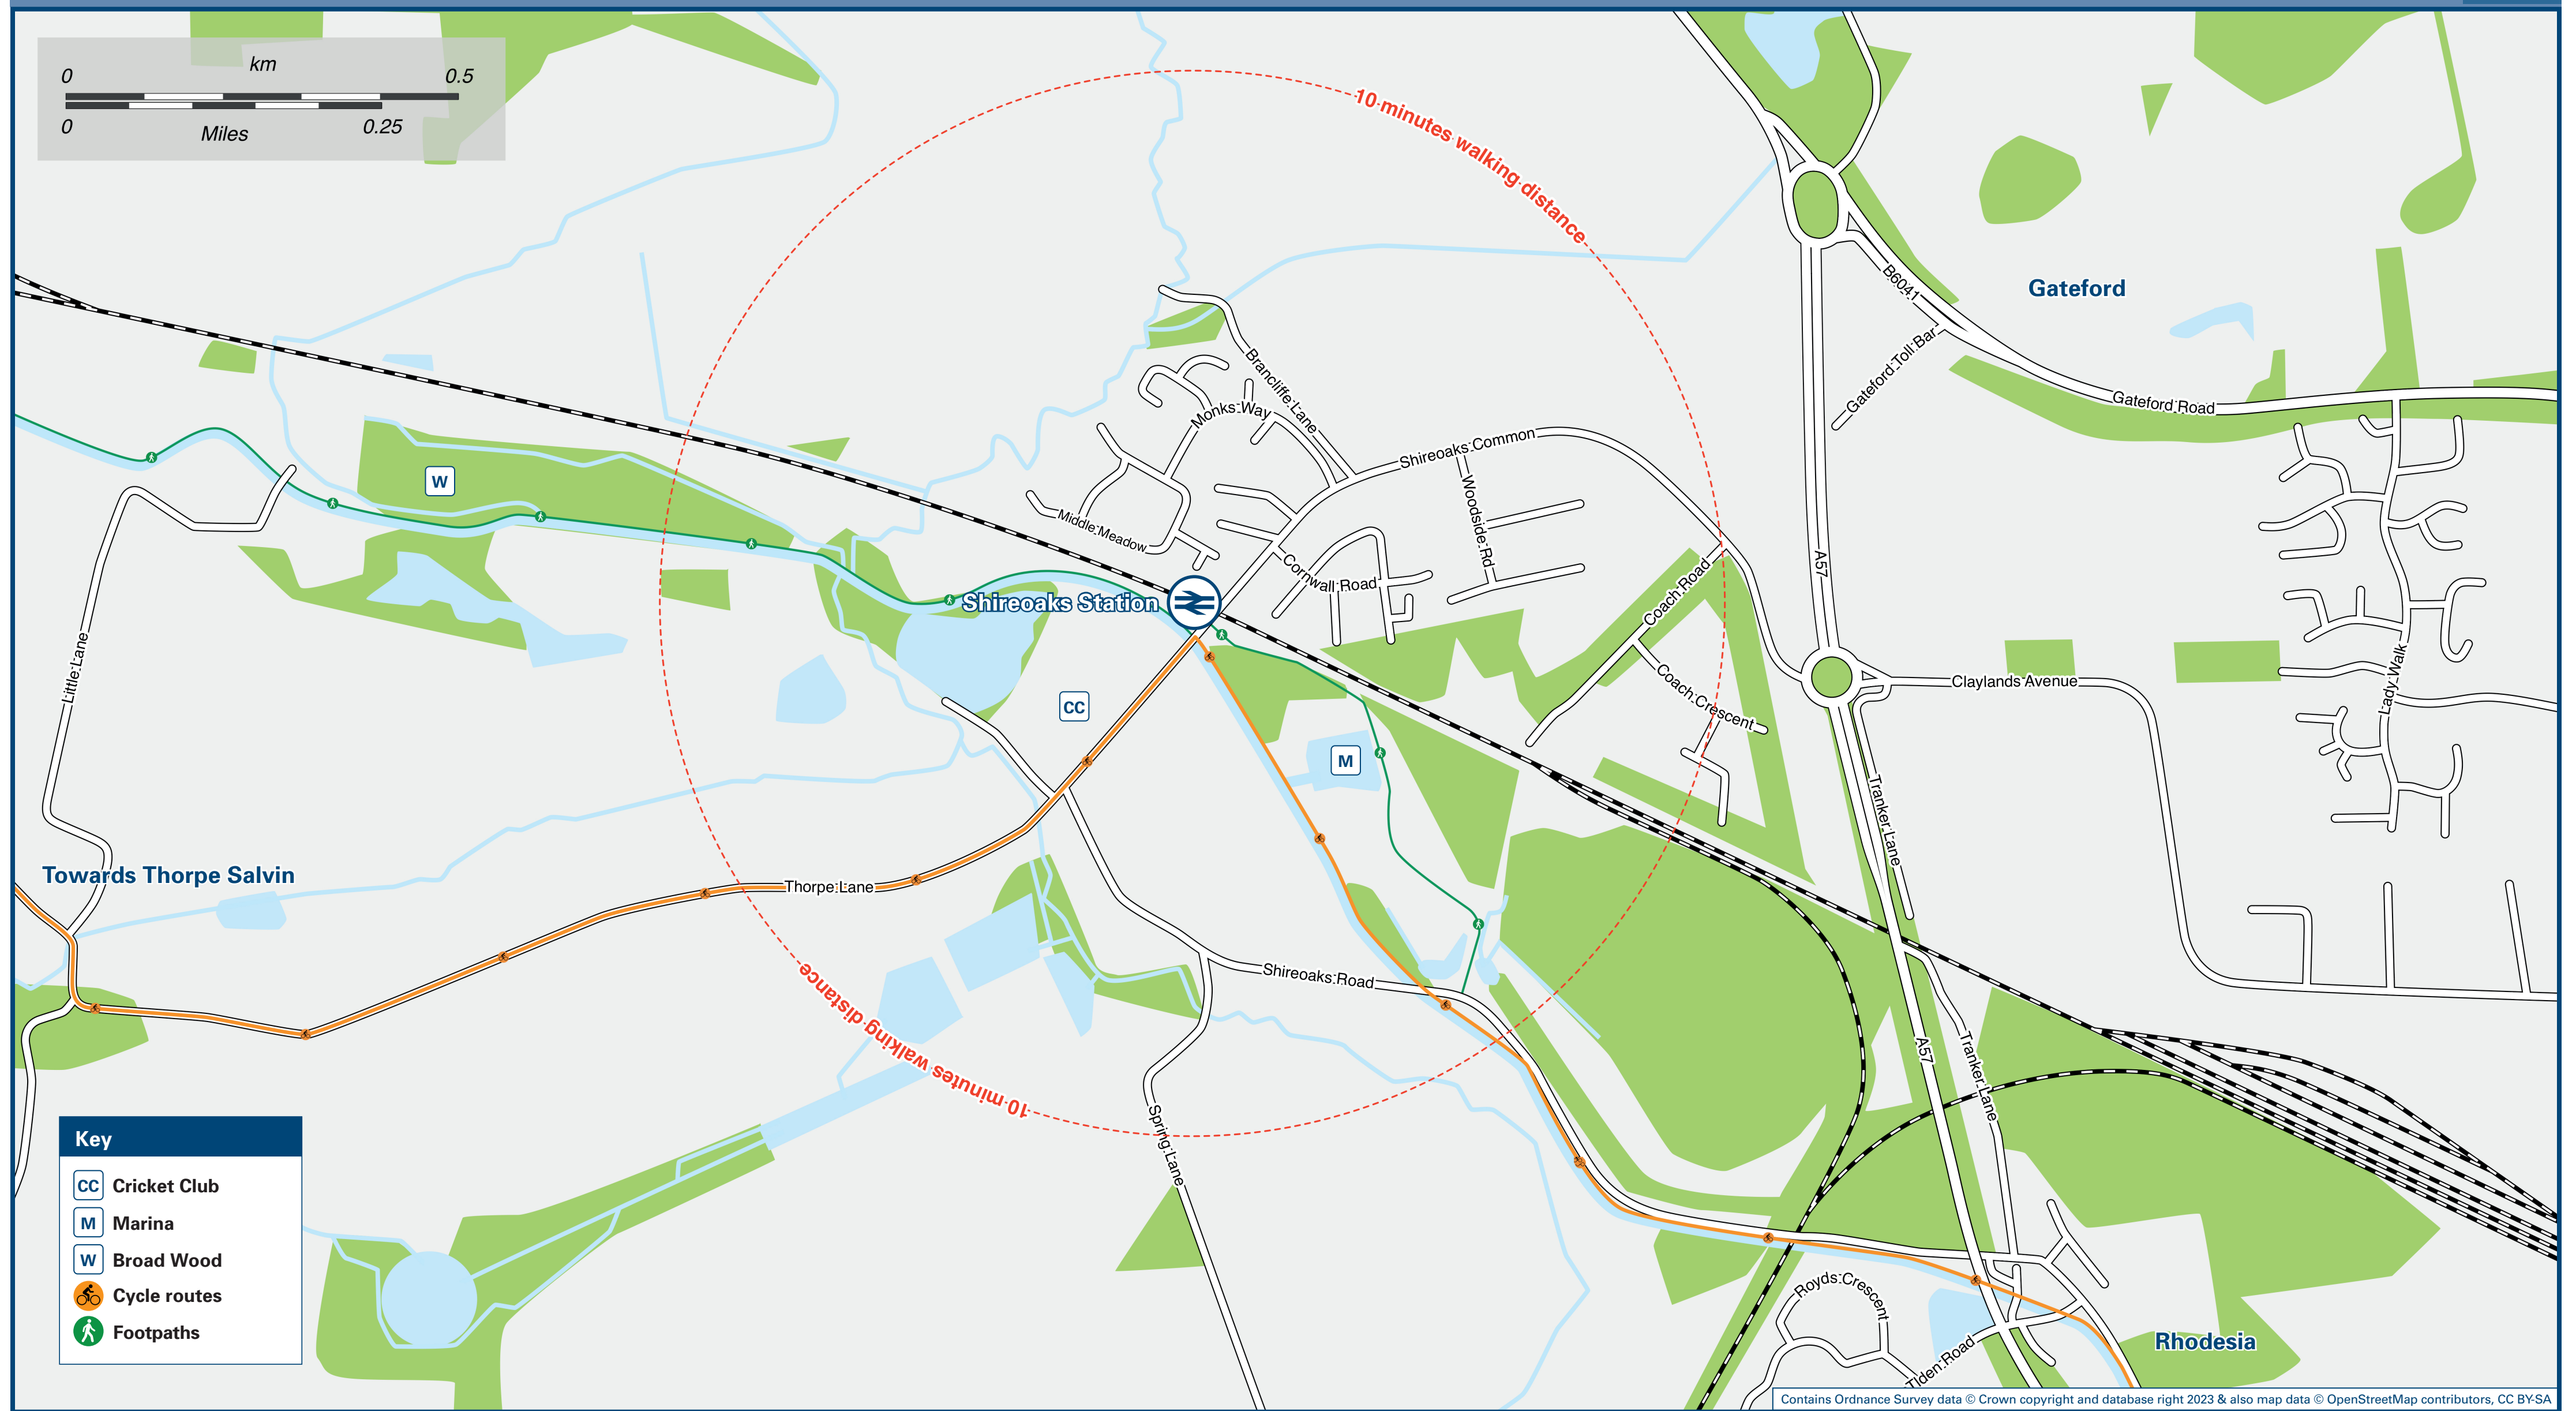 km
0
0.5
0
Miles
0.25
10 minutes walking distance
Gateford
B6041
Gateford Toll Bar
Gateford Road
Brancliffe Lane
Monks Way
Shireoaks Common
Woodside Rd
Middle Meadow
Cornwall Road
W
A57
Coach Road
Shireoaks Station
Little Lane
Coach Crescent
Claylands Avenue
Lady Walk
CC
M
Tranker Lane
Towards Thorpe Salvin
Thorpe Lane
Shireoaks Road
10 minutes walking distance
A57
Tranker Lane
Spring Lane
Key
CC Cricket Club
M Marina
W Broad Wood
Cycle routes
Footpaths
Royds Crescent
Tylden Road
Rhodesia
Contains Ordnance Survey data © Crown copyright and database right 2023 & also map data © OpenStreetMap contributors, CC BY-SA